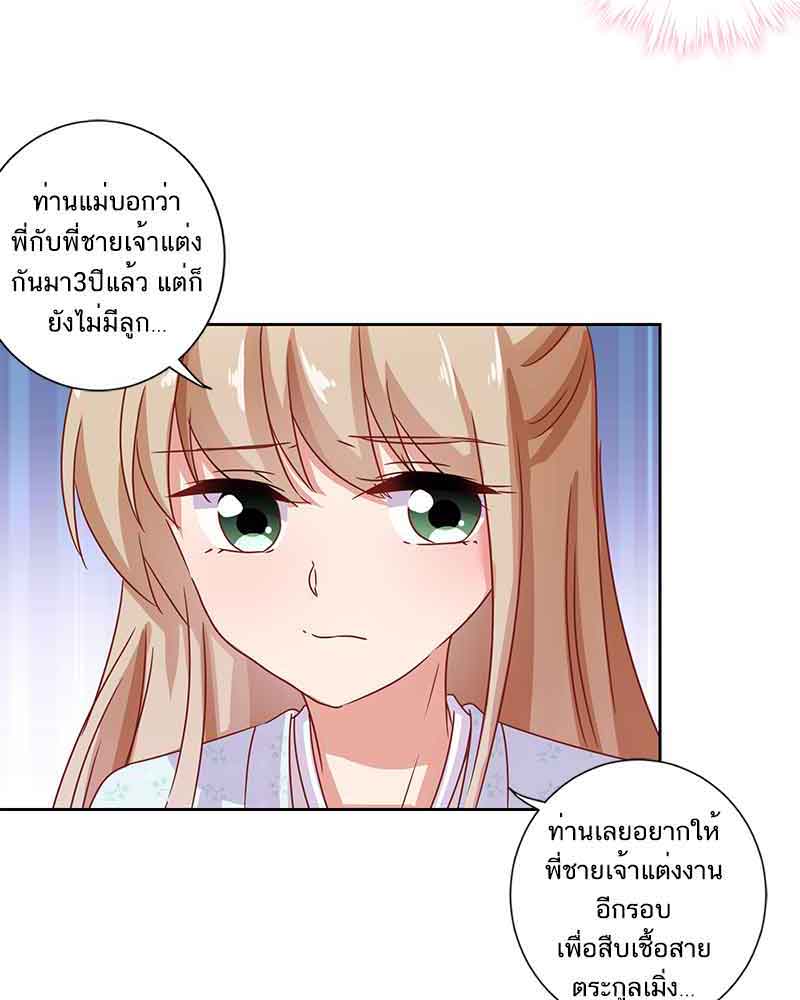 ท่านแม่บอกว่า
พี่กับพี่ชายเจ้าแต่ง
กันมา3ปีแล้ว แต่ก็
ยังไม่มีลูก...
ท่านเลยอยากให้
พี่ชายเจ้าแต่งงาน
อีกรอบ
เพื่อสืบเชื้อสาย
ตระกูลเมิ่ง...